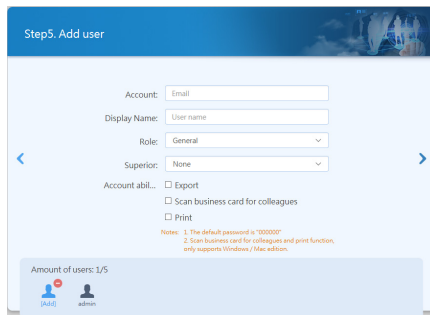 Step5. Add user
Account: Email
Display Name: User name
Role: General
Superior: None
Account abil... Export
Scan business card for colleagues
Print
Notes: 1. The default password is "000000"
2. Scan business card for colleagues and print function,
only supports Windows / Mac edition.
Amount of users: 1/5
(Add) admin